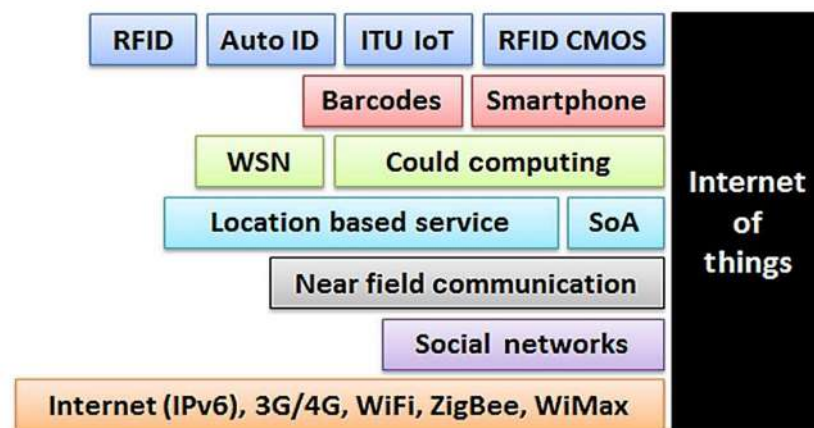 RFID Auto ID ITU IoT RFID CMOS
Barcodes Smartphone
WSN Could computing
Location based service SoA
Near field communication
Social networks
Internet (IPv6), 3G/4G, WiFi, ZigBee, WiMax
Internet
of
things